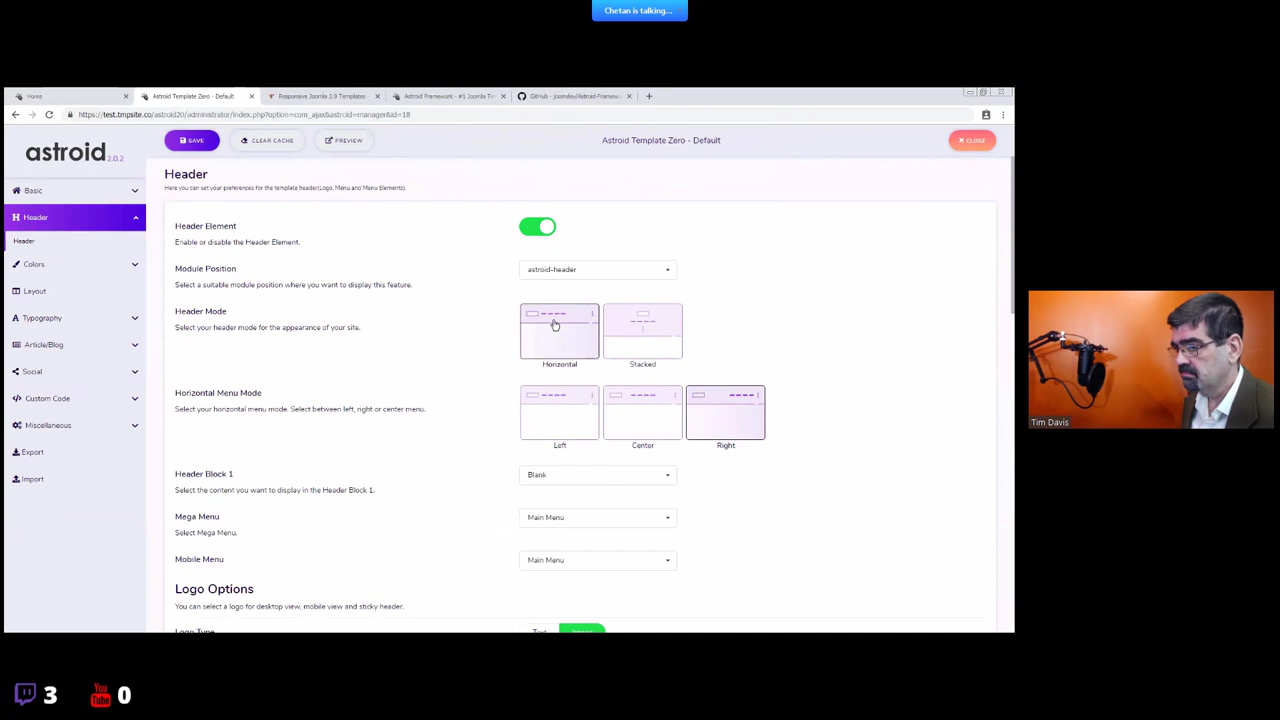 Chetan is talking...
Home
Astroid Template Zero - Default
Responsive Joomla 3.9 Templates
Astroid Framework - #1 Joomla Te
GitHub - joomdev/Astroid-Framew
https://test.tmpsite.co/astroid20/administrator/index.php?option=com_ajax&astroid=manager&id=18
astroid 2.0.2
SAVE
CLEAR CACHE
PREVIEW
Astroid Template Zero - Default
CLOSE
Basic
Header
Header
Colors
Layout
Typography
Article/Blog
Social
Custom Code
Miscellaneous
Export
Import
Header
Here you can set your preferences for the template header(Logo, Menu and Menu Elements).
Header Element
Enable or disable the Header Element.
Module Position
astroid-header
Select a suitable module position where you want to display this feature.
Header Mode
Select your header mode for the appearance of your site.
Horizontal
Stacked
Horizontal Menu Mode
Select your horizontal menu mode. Select between left, right or center menu.
Left
Center
Right
Header Block 1
Blank
Select the content you want to display in the Header Block 1.
Mega Menu
Main Menu
Select Mega Menu.
Mobile Menu
Main Menu
Logo Options
You can select a logo for desktop view, mobile view and sticky header.
Logo Type
Text
Tim Davis
3
You Tube
0